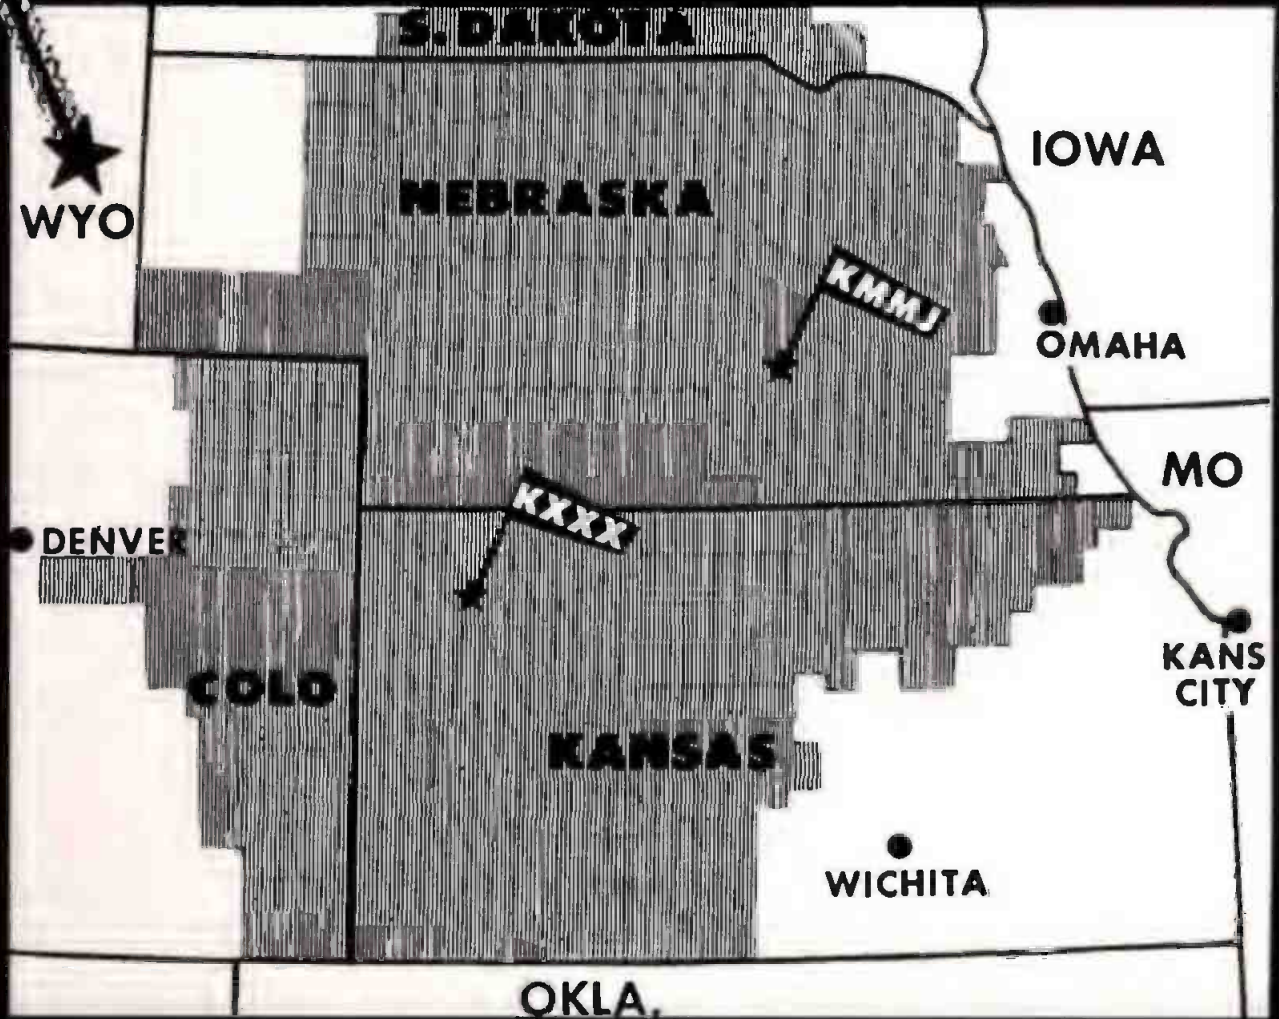 S. DAKOTA
IOWA
NEBRASKA
WYO
KMMJ
OMAHA
MO
KXXX
DENVER
KANS
CITY
COLO
KANSAS
WICHITA
OKLA.